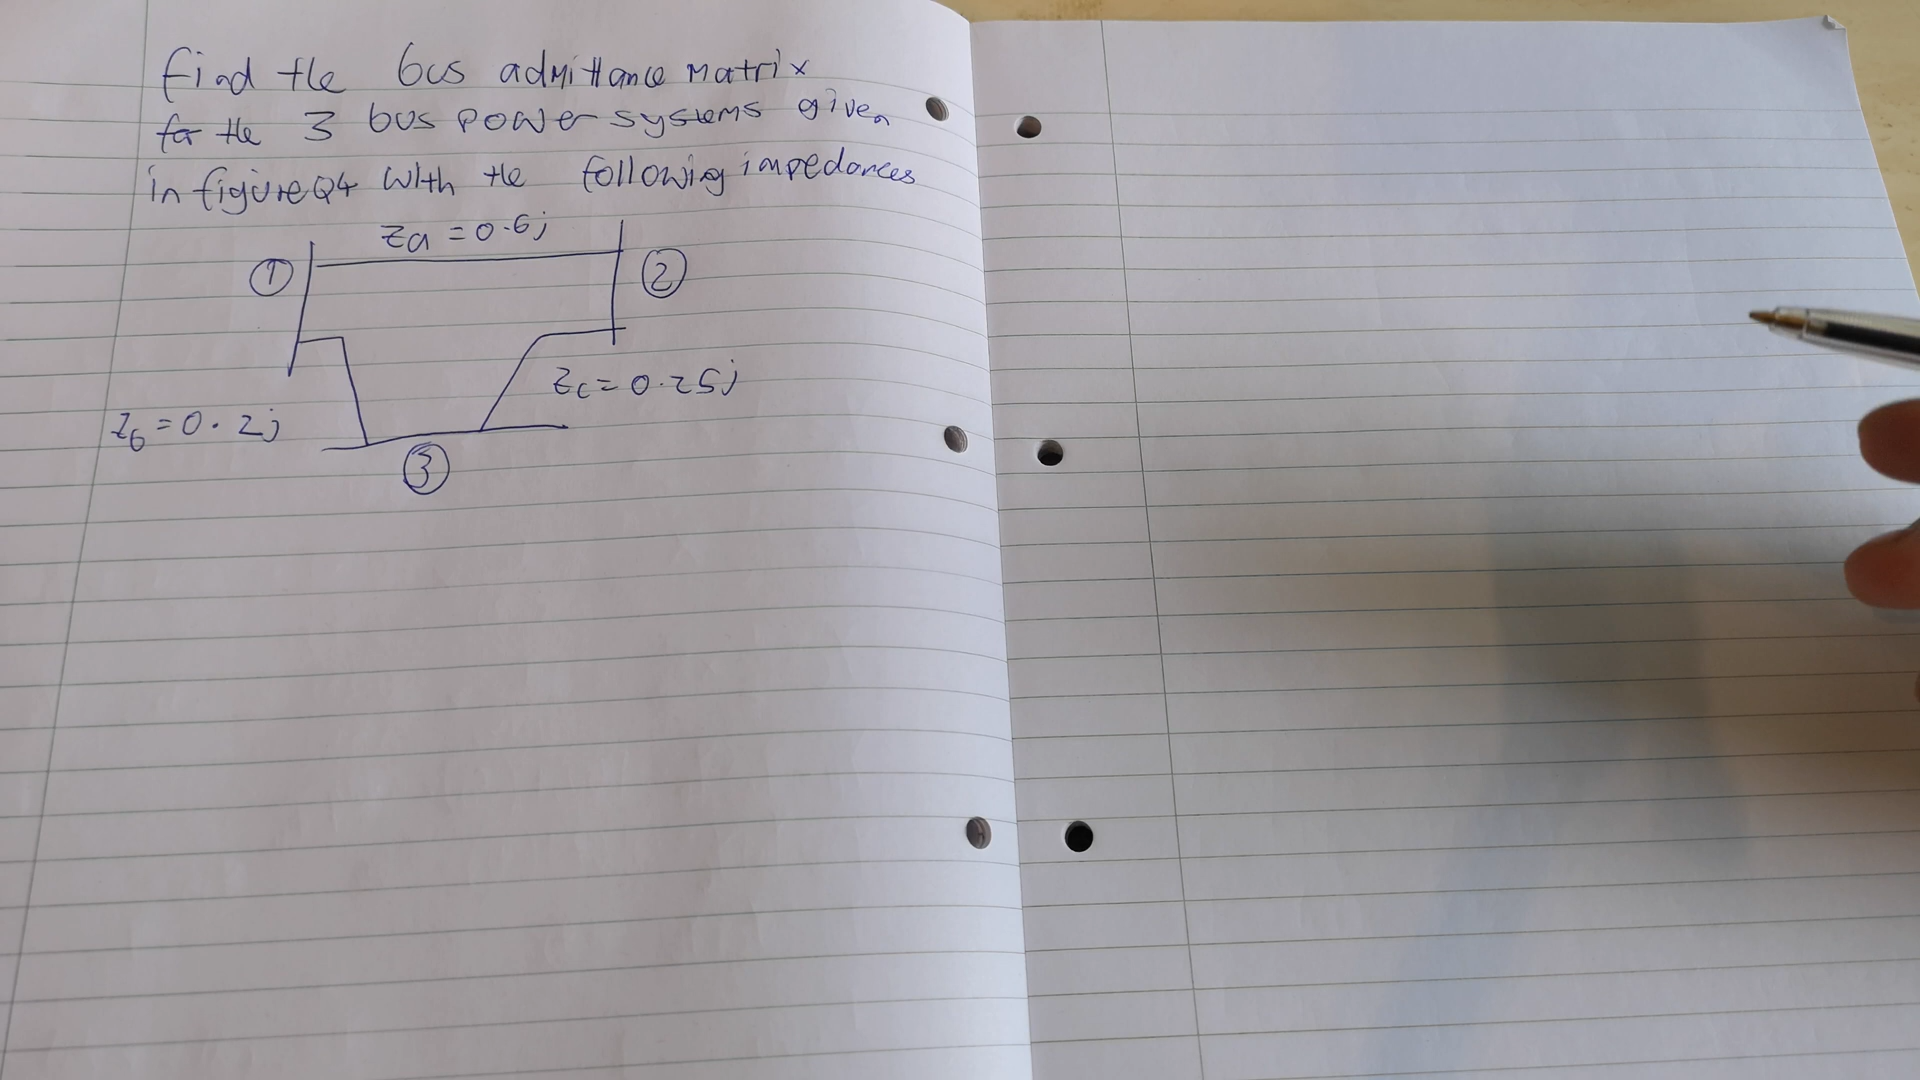 find the bus admittance matrix
for the 3 bus power systems given
in figure Q4 with the following impedances
Za = 0.6j
① ②
Zc = 0.25j
Zb = 0.2j
③